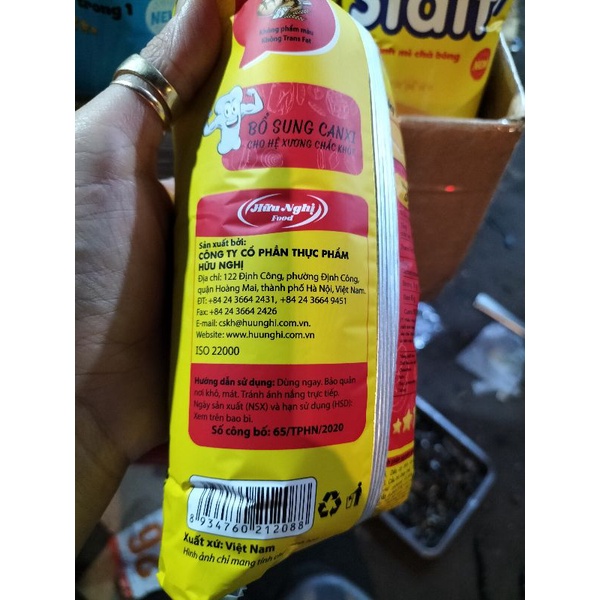 trong 1
Staff
Không phẩm màu
Không Trans Fat
BỔ SUNG CANXI
CHO HỆ XƯƠNG CHẮC KHỎE
Hữu Nghị
Food
Sản xuất bởi:
CÔNG TY CỔ PHẦN THỰC PHẨM
HỮU NGHỊ
Địa chỉ: 122 Định Công, phường Định Công,
quận Hoàng Mai, thành phố Hà Nội, Việt Nam.
ĐT: +84 24 3664 2431, +84 24 3664 9451
Fax: +84 24 3664 2426
E-mail: cskh@huunghi.com.vn.
Website: www.huunghi.com.vn
ISO 22000
Hướng dẫn sử dụng: Dùng ngay. Bảo quản
nơi khô, mát. Tránh ánh nắng trực tiếp.
Ngày sản xuất (NSX) và hạn sử dụng (HSD):
Xem trên bao bì.
Số công bố: 65/TPHN/2020
8 934760 212088
Xuất xứ: Việt Nam
Hình ảnh chỉ mang tính